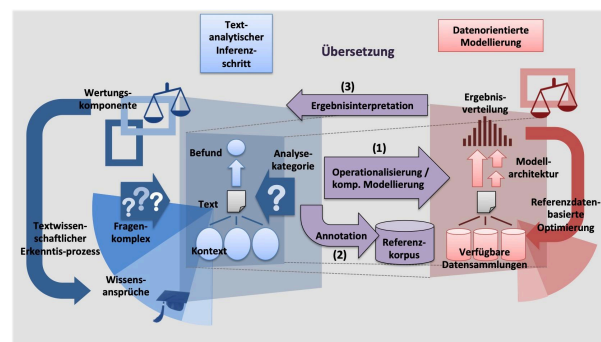 Text-
analytischer
Inferenz-
schritt
Übersetzung
Datenorientierte
Modellierung
Wertungs-
komponente
(3)
Ergebnisinterpretation
Ergebnis-
verteilung
Befund
Analyse-
kategorie
?
(1)
Operationalisierung /
komp. Modellierung
Modell-
architektur
???
Text
Fragen-
komplex
Textwissen-
schaftlicher
Erkenntis-prozess
Kontext
Annotation
(2)
Referenz-
korpus
Referenzdaten-
basierte
Optimierung
Verfügbare
Datensammlungen
Wissens-
ansprüche